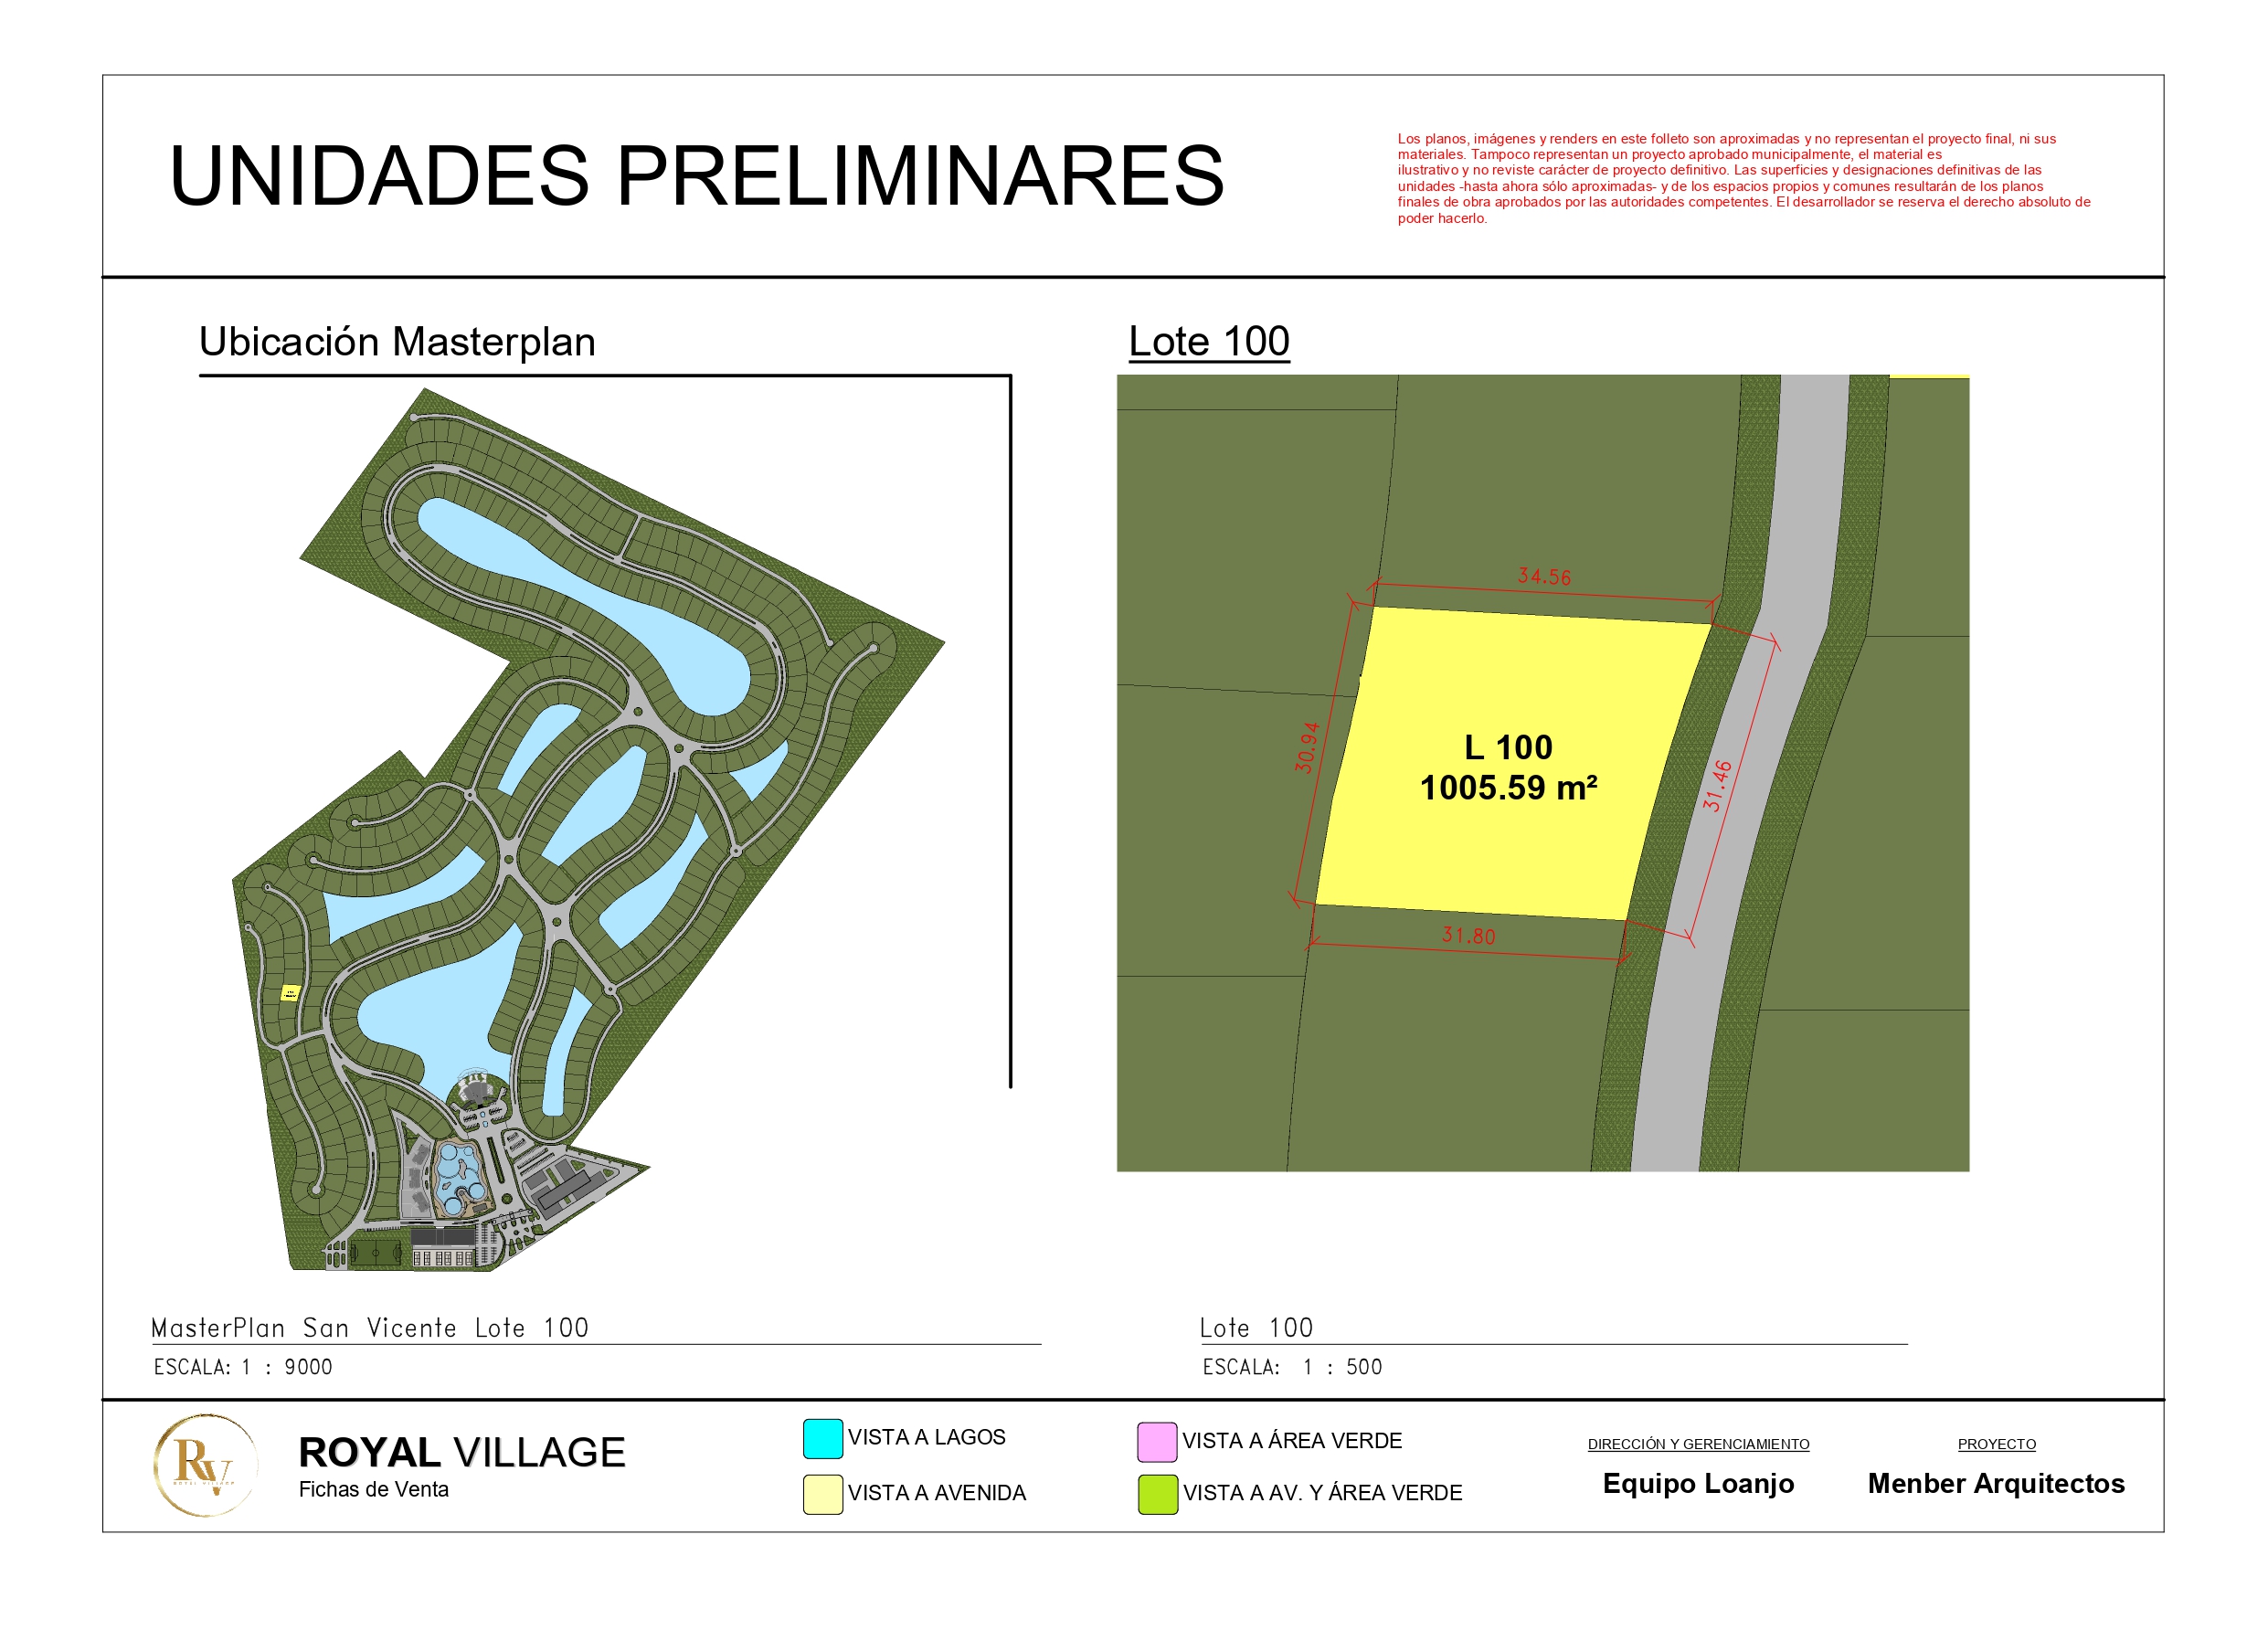 UNIDADES PRELIMINARES
Los planos, imágenes y renders en este folleto son aproximadas y no representan el proyecto final, ni sus
materiales. Tampoco representan un proyecto aprobado municipalmente, el material es
ilustrativo y no reviste carácter de proyecto definitivo. Las superficies y designaciones definitivas de las
unidades -hasta ahora sólo aproximadas- y de los espacios propios y comunes resultarán de los planos
finales de obra aprobados por las autoridades competentes. El desarrollador se reserva el derecho absoluto de
poder hacerlo.
Ubicación Masterplan
Lote 100
34.56
30.94
L 100
1005.59 m²
31.46
31.80
MasterPlan San Vicente Lote 100
ESCALA: 1 : 9000
Lote 100
ESCALA: 1 : 500
RV
ROYAL VILLAGE
ROYAL VILLAGE
Fichas de Venta
VISTA A LAGOS
VISTA A AVENIDA
VISTA A ÁREA VERDE
VISTA A AV. Y ÁREA VERDE
DIRECCIÓN Y GERENCIAMIENTO
Equipo Loanjo
PROYECTO
Menber Arquitectos